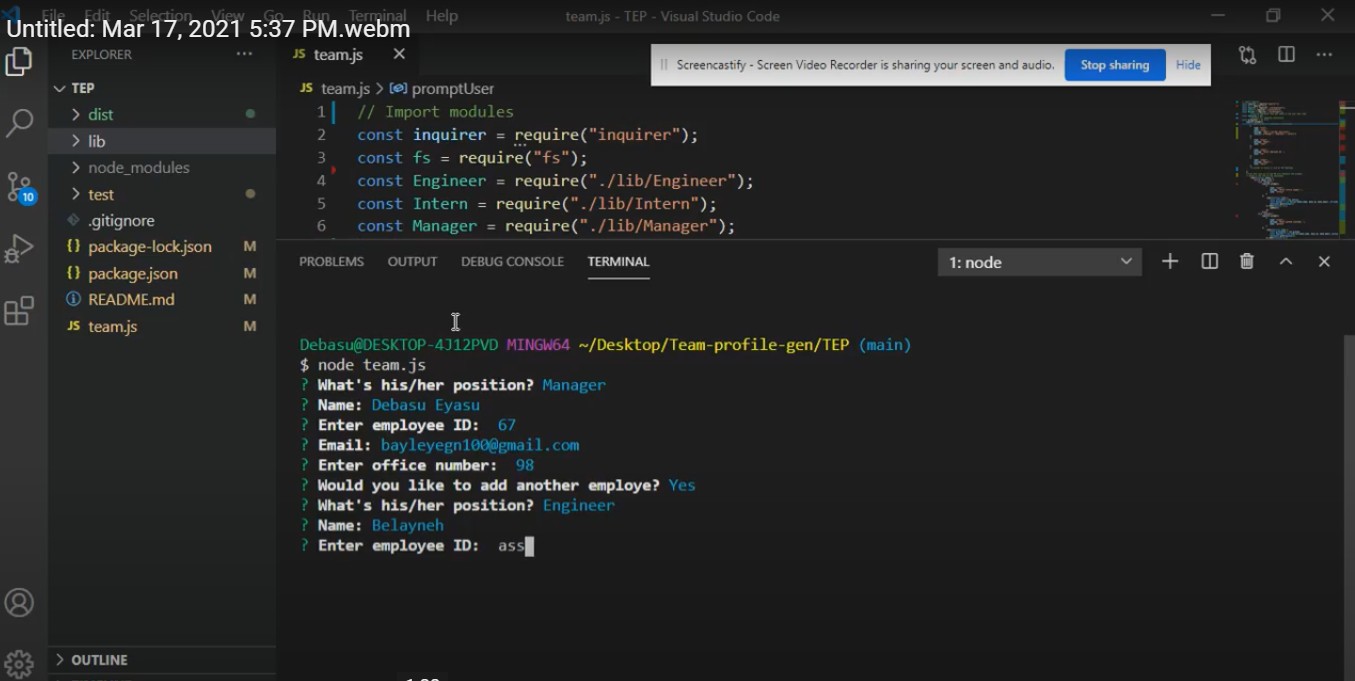 File Edit Selection View Go Run Terminal Help
team.js - TEP - Visual Studio Code
Untitled: Mar 17, 2021 5:37 PM.webm
EXPLORER ...
TEP
dist
lib
node_modules
test
.gitignore
package-lock.json M
package.json M
README.md M
team.js M
10
OUTLINE
JS team.js
Screencastify - Screen Video Recorder is sharing your screen and audio. Stop sharing Hide
JS team.js > promptUser
1 // Import modules
2 const inquirer = require("inquirer");
3 const fs = require("fs");
4 const Engineer = require("./lib/Engineer");
5 const Intern = require("./lib/Intern");
6 const Manager = require("./lib/Manager");
PROBLEMS OUTPUT DEBUG CONSOLE TERMINAL 1: node
Debasu@DESKTOP-4J12PVD MINGW64 ~/Desktop/Team-profile-gen/TEP (main)
$ node team.js
? What's his/her position? Manager
? Name: Debasu Eyasu
? Enter employee ID: 67
? Email: bayleyegn100@gmail.com
? Enter office number: 98
? Would you like to add another employe? Yes
? What's his/her position? Engineer
? Name: Belayneh
? Enter employee ID: ass